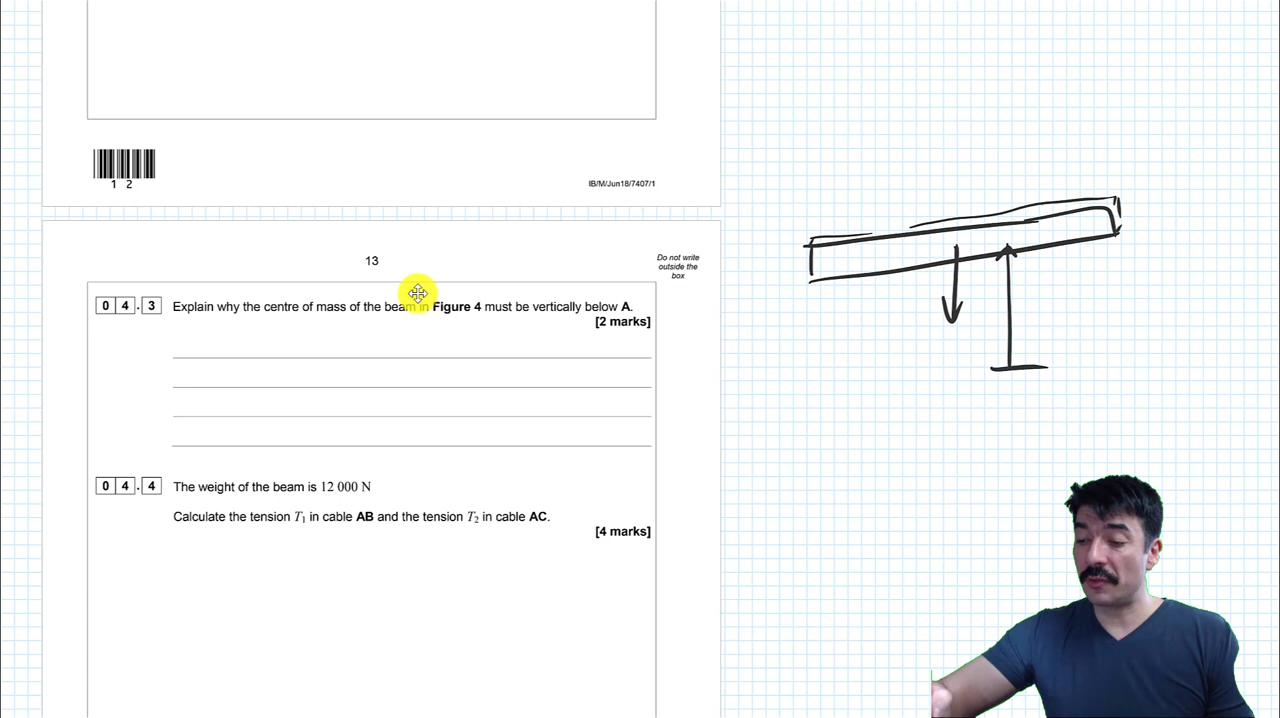 1 2
IB/M/Jun18/7407/1
13
Do not write
outside the
box
0 4 . 3 Explain why the centre of mass of the beam in Figure 4 must be vertically below A.
[2 marks]
0 4 . 4 The weight of the beam is 12 000 N
Calculate the tension T₁ in cable AB and the tension T₂ in cable AC.
[4 marks]